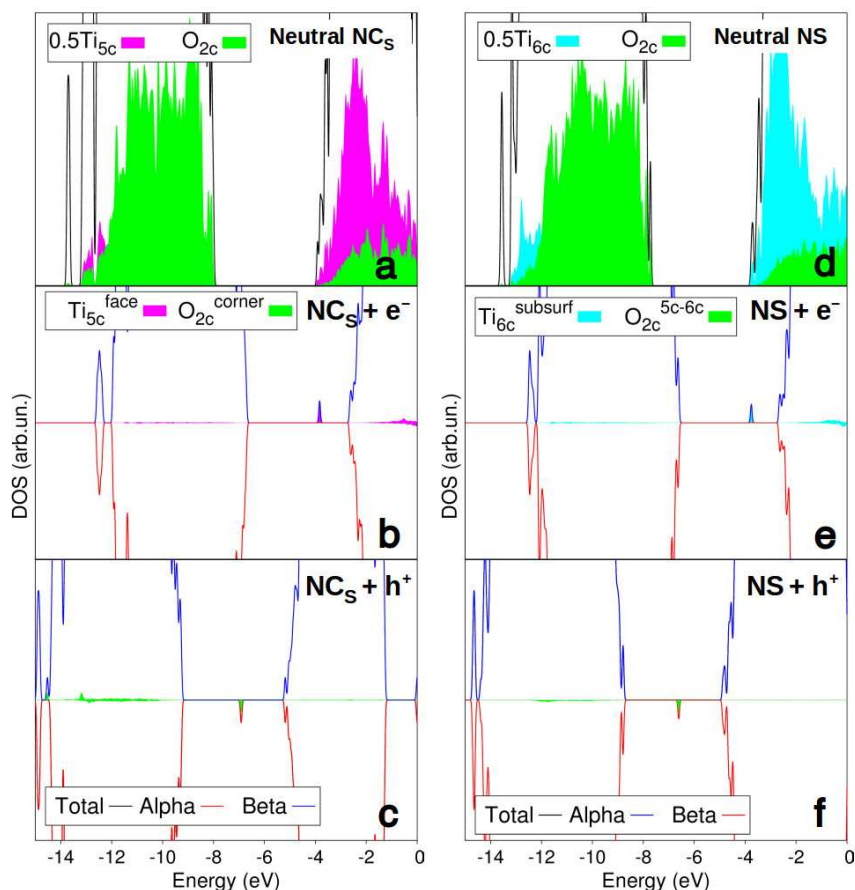 0.5Ti5c O2c Neutral NCS
a
0.5Ti6c O2c Neutral NS
d
Ti5cface O2ccorner NCS + e−
b
Ti6csubsurf O2c5c-6c NS + e−
e
NCS + h+
Total Alpha Beta
c
NS + h+
Total Alpha Beta
f
DOS (arb.un.)
DOS (arb.un.)
-14 -12 -10 -8 -6 -4 -2 0
Energy (eV)
-14 -12 -10 -8 -6 -4 -2 0
Energy (eV)